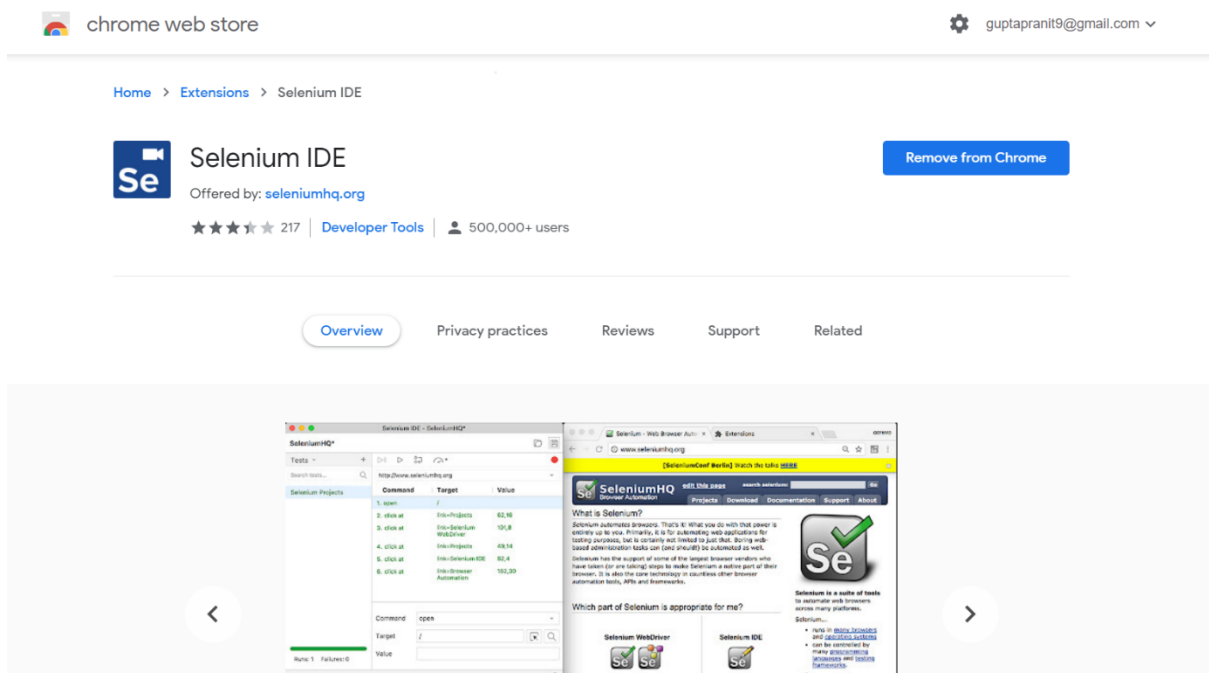 chrome web store
guptapranit9@gmail.com
Home > Extensions > Selenium IDE
Se
Selenium IDE
Remove from Chrome
Offered by: seleniumhq.org
217 | Developer Tools | 500,000+ users
Overview
Privacy practices
Reviews
Support
Related
Selenium IDE - SeleniumHQ*
SeleniumHQ*
Tests
Search tests...
http://www.seleniumhq.org
Selenium Projects
Command Target Value
1. open /
2. click at link=Projects 62,16
3. click at link=Selenium WebDriver 101,8
4. click at link=Projects 49,14
5. click at link=Selenium IDE 92,4
6. click at link=Browser Automation 102,30
Command open
Target /
Value
Runs: 1 Failures: 0
Selenium - Web Browser Auto
Extensions
www.seleniumhq.org
[SeleniumConf Berlin] Watch the talks HERE
SeleniumHQ
Browser Automation
edit this page
search selenium:
Go
Projects Download Documentation Support About
What is Selenium?
Selenium automates browsers. That's it! What you do with that power is
entirely up to you. Primarily, it is for automating web applications for
testing purposes, but is certainly not limited to just that. Boring web-
based administration tasks can (and should!) be automated as well.
Selenium has the support of some of the largest browser vendors who
have taken (or are taking) steps to make Selenium a native part of their
browser. It is also the core technology in countless other browser
automation tools, APIs and frameworks.
Which part of Selenium is appropriate for me?
Selenium WebDriver
Selenium IDE
Se
Selenium is a suite of tools
to automate web browsers
across many platforms.
Selenium...
runs in many browsers
and operating systems
can be controlled by
many programming
languages and testing
frameworks.